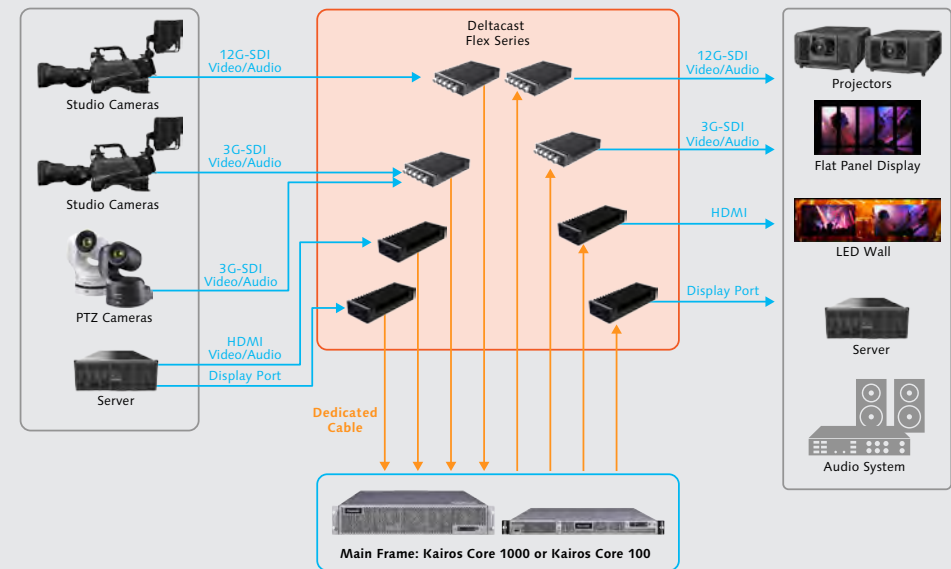 Deltacast
Flex Series
12G-SDI
Video/Audio
Studio Cameras
3G-SDI
Video/Audio
Studio Cameras
3G-SDI
Video/Audio
PTZ Cameras
HDMI
Video/Audio
Display Port
Server
12G-SDI
Video/Audio
Projectors
3G-SDI
Video/Audio
Flat Panel Display
HDMI
LED Wall
Display Port
Server
Audio System
Dedicated
Cable
Main Frame: Kairos Core 1000 or Kairos Core 100